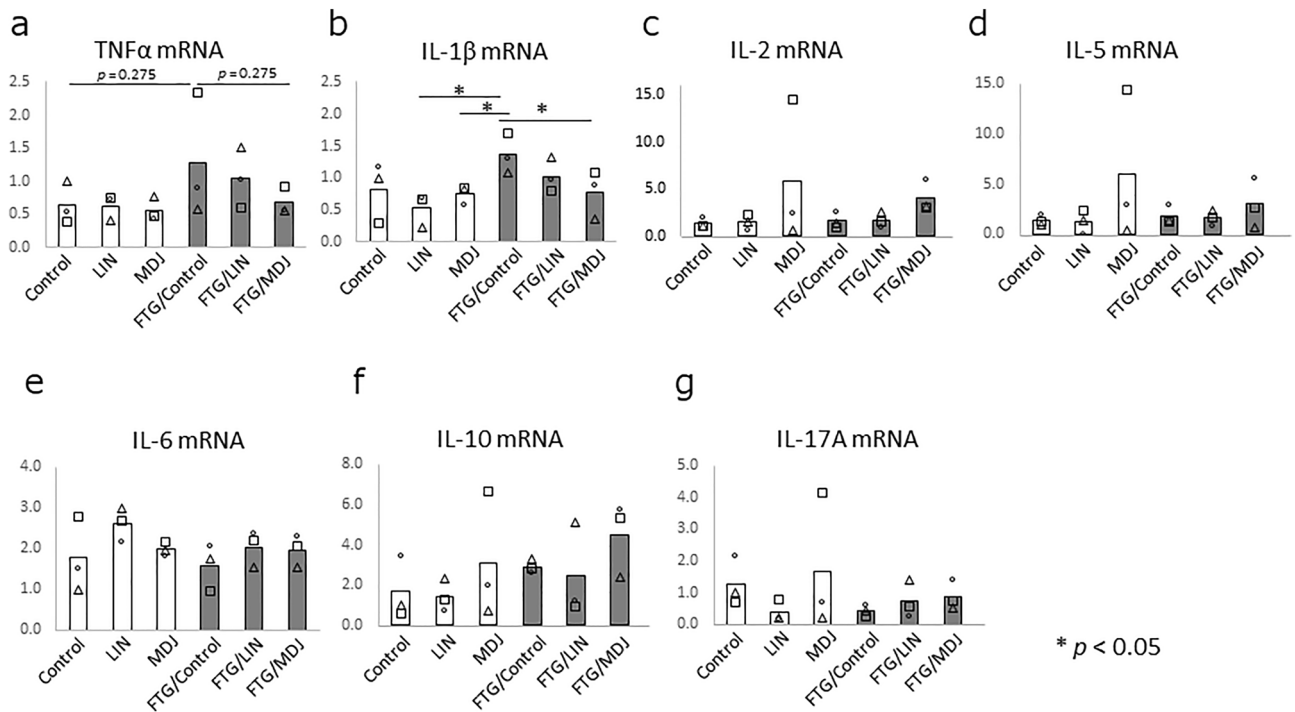 a
TNFα mRNA
p = 0.275
p = 0.275
2.5
2.0
1.5
1.0
0.5
0.0
Control
LIN
MDJ
FTG/Control
FTG/LIN
FTG/MDJ
b
IL-1β mRNA
*
*
*
2.5
2.0
1.5
1.0
0.5
0.0
Control
LIN
MDJ
FTG/Control
FTG/LIN
FTG/MDJ
c
IL-2 mRNA
15.0
10.0
5.0
0.0
Control
LIN
MDJ
FTG/Control
FTG/LIN
FTG/MDJ
d
IL-5 mRNA
15.0
10.0
5.0
0.0
Control
LIN
MDJ
FTG/Control
FTG/LIN
FTG/MDJ
e
IL-6 mRNA
4.0
3.0
2.0
1.0
0.0
Control
LIN
MDJ
FTG/Control
FTG/LIN
FTG/MDJ
f
IL-10 mRNA
8.0
6.0
4.0
2.0
0.0
Control
LIN
MDJ
FTG/Control
FTG/LIN
FTG/MDJ
g
IL-17A mRNA
5.0
4.0
3.0
2.0
1.0
0.0
Control
LIN
MDJ
FTG/Control
FTG/LIN
FTG/MDJ
* p < 0.05